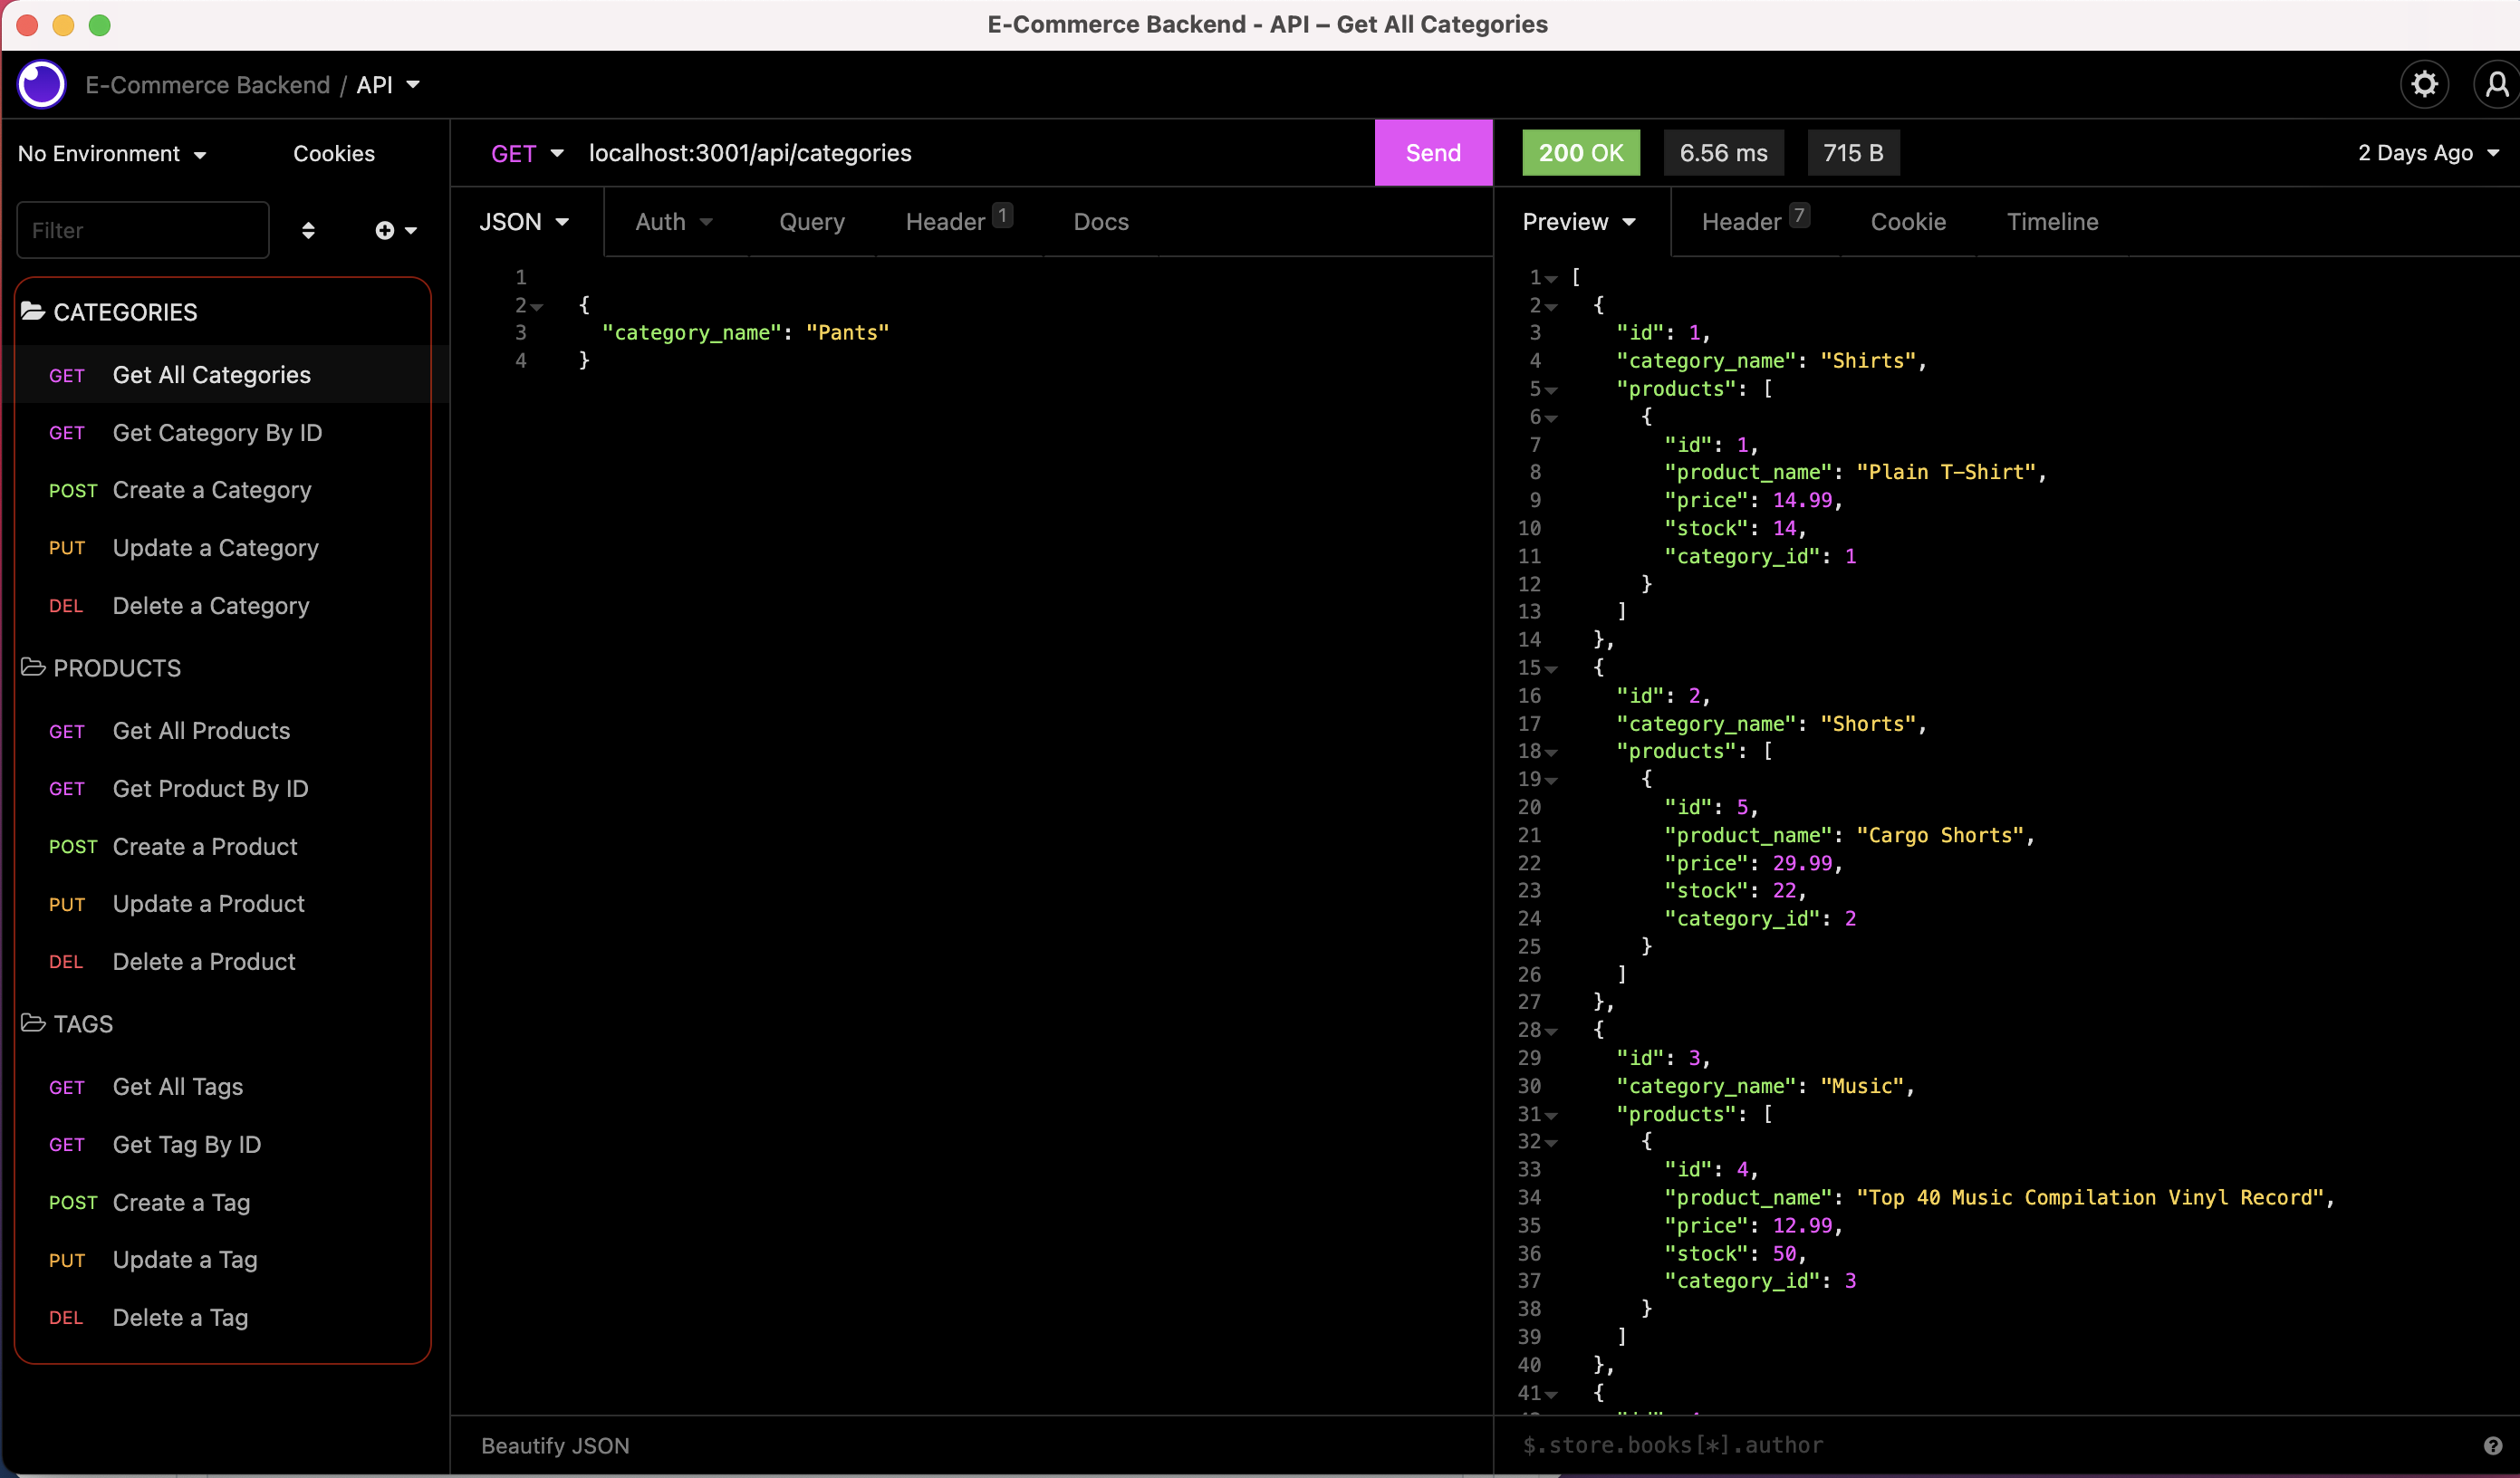 E-Commerce Backend - API – Get All Categories
E-Commerce Backend / API
No Environment
Cookies
Filter
CATEGORIES
GET Get All Categories
GET Get Category By ID
POST Create a Category
PUT Update a Category
DEL Delete a Category
PRODUCTS
GET Get All Products
GET Get Product By ID
POST Create a Product
PUT Update a Product
DEL Delete a Product
TAGS
GET Get All Tags
GET Get Tag By ID
POST Create a Tag
PUT Update a Tag
DEL Delete a Tag
GET localhost:3001/api/categories Send
JSON Auth Query Header 1 Docs
1
2 {
3 "category_name": "Pants"
4 }
Beautify JSON
200 OK 6.56 ms 715 B 2 Days Ago
Preview Header 7 Cookie Timeline
1 [
2 {
3 "id": 1,
4 "category_name": "Shirts",
5 "products": [
6 {
7 "id": 1,
8 "product_name": "Plain T-Shirt",
9 "price": 14.99,
10 "stock": 14,
11 "category_id": 1
12 }
13 ]
14 },
15 {
16 "id": 2,
17 "category_name": "Shorts",
18 "products": [
19 {
20 "id": 5,
21 "product_name": "Cargo Shorts",
22 "price": 29.99,
23 "stock": 22,
24 "category_id": 2
25 }
26 ]
27 },
28 {
29 "id": 3,
30 "category_name": "Music",
31 "products": [
32 {
33 "id": 4,
34 "product_name": "Top 40 Music Compilation Vinyl Record",
35 "price": 12.99,
36 "stock": 50,
37 "category_id": 3
38 }
39 ]
40 },
41 {
$.store.books[*].author